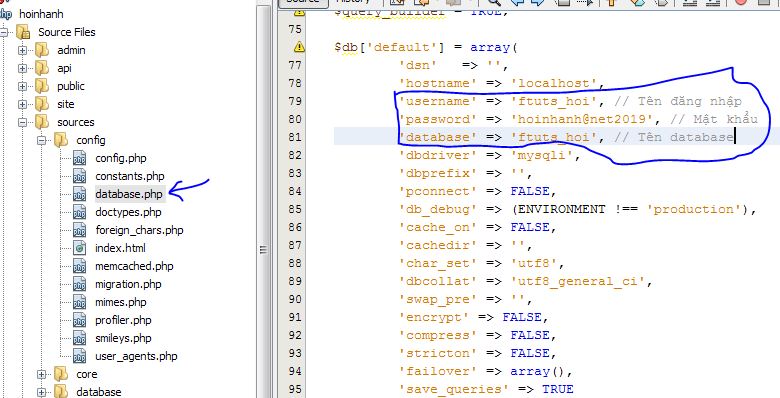 hoinhanh
Source Files
admin
api
public
site
sources
config
config.php
constants.php
database.php
doctypes.php
foreign_chars.php
index.html
memcached.php
migration.php
mimes.php
profiler.php
smileys.php
user_agents.php
core
database
Source
History
$query_builder = TRUE;
75
$db['default'] = array(
77 'dsn' => '',
78 'hostname' => 'localhost',
79 'username' => 'ftuts_hoi', // Tên đăng nhập
80 'password' => 'hoinhanh@net2019', // Mật khẩu
81 'database' => 'ftuts_hoi', // Tên database
82 'dbdriver' => 'mysqli',
83 'dbprefix' => '',
84 'pconnect' => FALSE,
85 'db_debug' => (ENVIRONMENT !== 'production'),
86 'cache_on' => FALSE,
87 'cachedir' => '',
88 'char_set' => 'utf8',
89 'dbcollat' => 'utf8_general_ci',
90 'swap_pre' => '',
91 'encrypt' => FALSE,
92 'compress' => FALSE,
93 'stricton' => FALSE,
94 'failover' => array(),
95 'save_queries' => TRUE